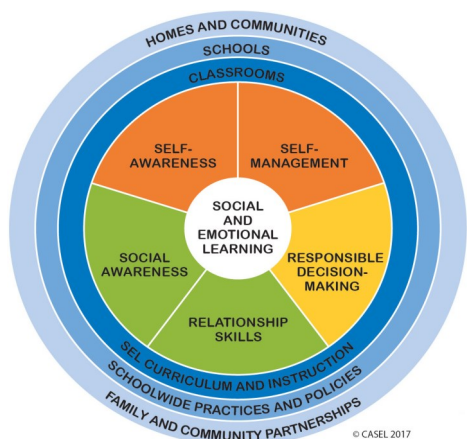 HOMES AND COMMUNITIES
SCHOOLS
CLASSROOMS
SELF-
AWARENESS
SELF-
MANAGEMENT
SOCIAL
AND
EMOTIONAL
LEARNING
SOCIAL
AWARENESS
RESPONSIBLE
DECISION-
MAKING
RELATIONSHIP
SKILLS
SEL CURRICULUM AND INSTRUCTION
SCHOOLWIDE PRACTICES AND POLICIES
FAMILY AND COMMUNITY PARTNERSHIPS
© CASEL 2017